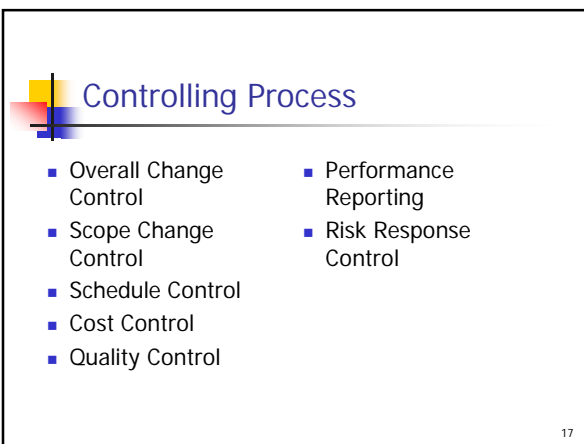 Controlling Process
Overall Change
Control
Scope Change
Control
Schedule Control
Cost Control
Quality Control
Performance
Reporting
Risk Response
Control
17